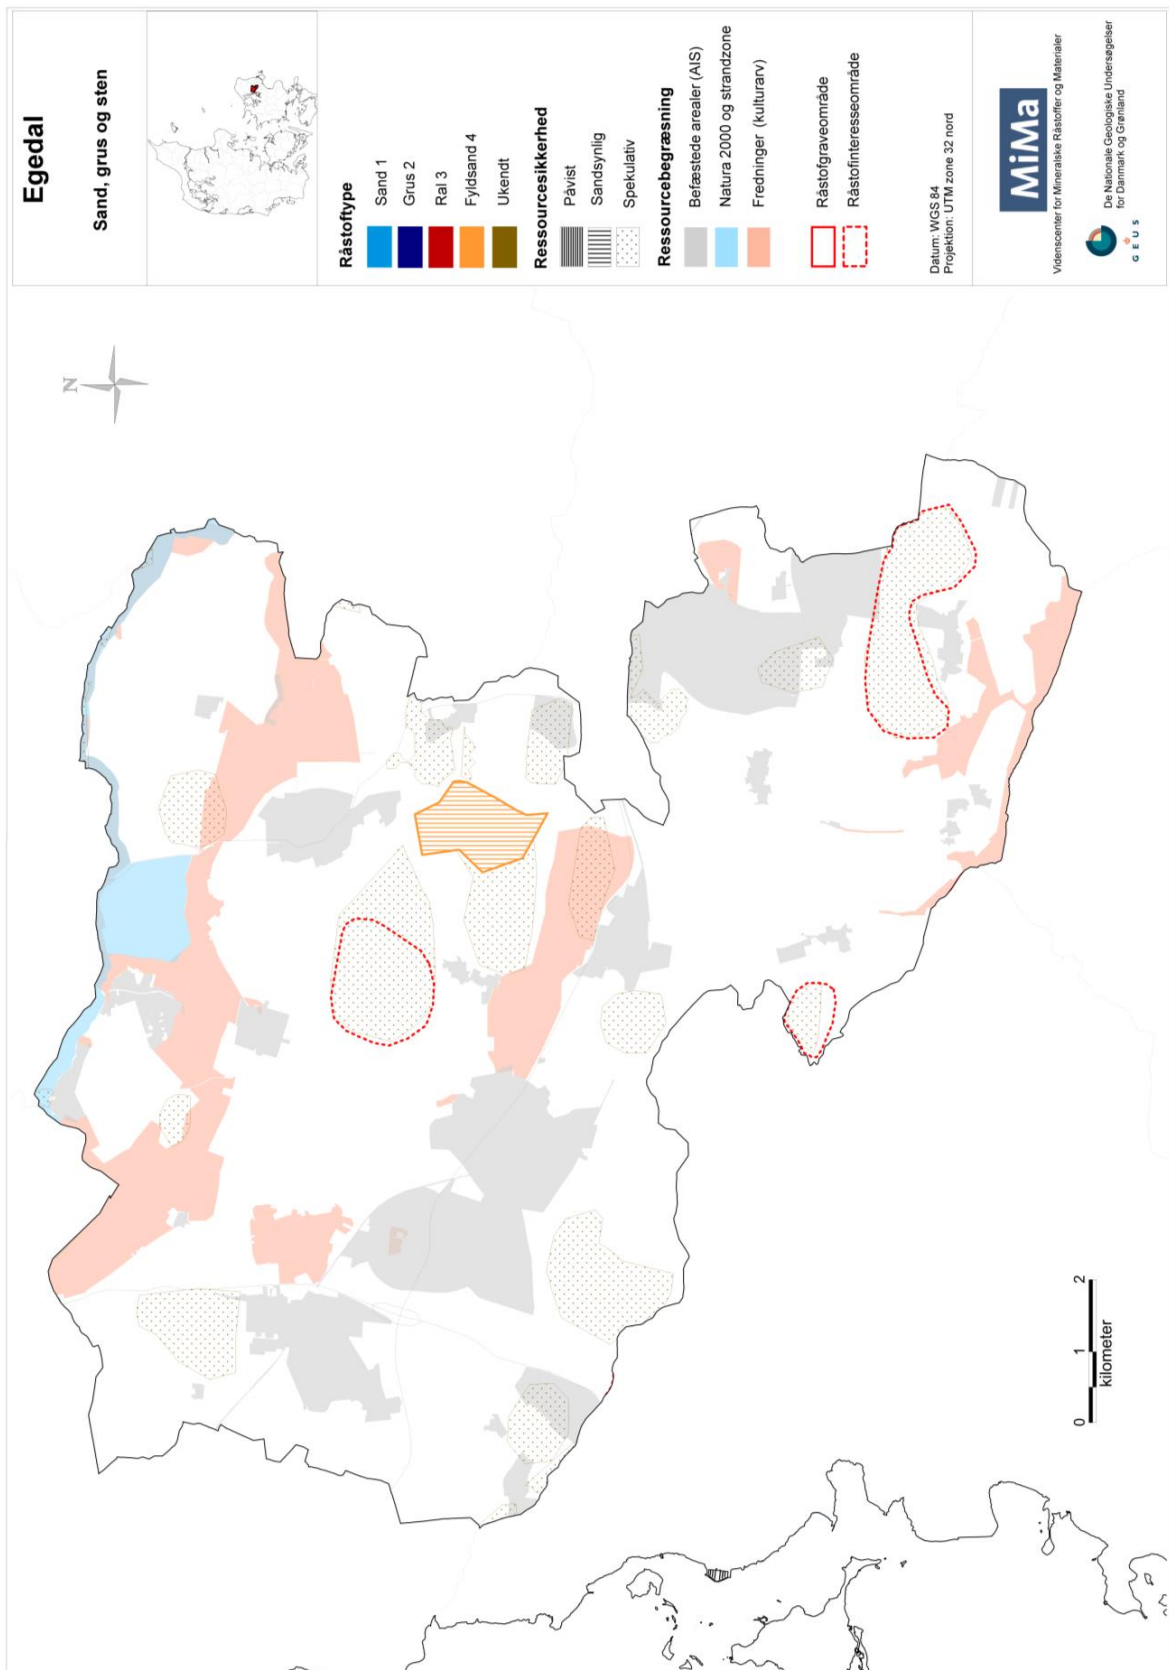 Egedal
Sand, grus og sten
Råstoftype
Sand 1
Grus 2
Ral 3
Fyldsand 4
Ukendt
Ressourcesikkerhed
Påvist
Sandsynlig
Spekulativ
Ressourcebegræsning
Befæstede arealer (AIS)
Natura 2000 og strandzone
Fredninger (kulturarv)
Råstofgraveområde
Råstofinteresseområde
Datum: WGS 84
Projektion: UTM zone 32 nord
MiMa
Videnscenter for Mineralske Råstoffer og Materialer
GEUS
De Nationale Geologiske Undersøgelser
for Danmark og Grønland
N
0 1 2
kilometer